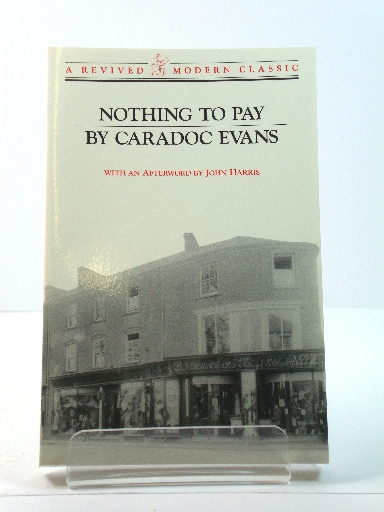 A REVIVED MODERN CLASSIC
NOTHING TO PAY
BY CARADOC EVANS
WITH AN AFTERWORD BY JOHN HARRIS